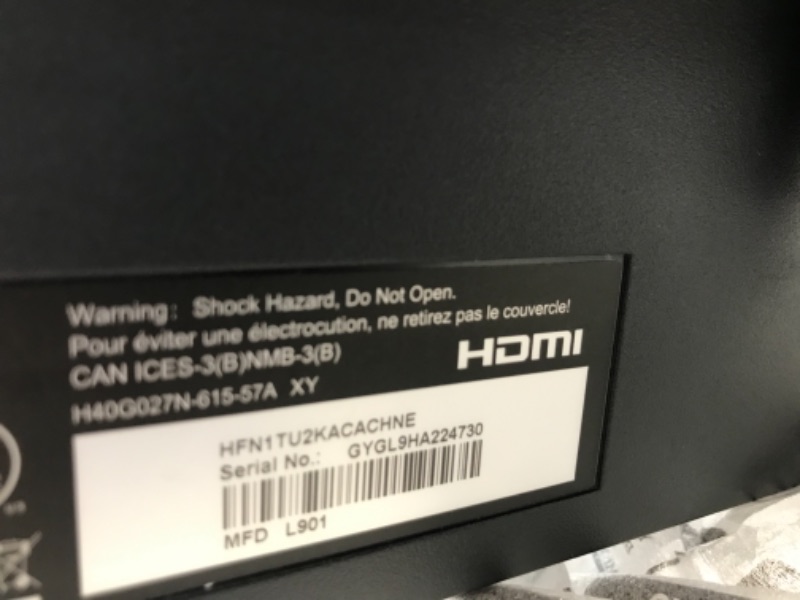 Warning: Shock Hazard, Do Not Open.
Pour éviter une électrocution, ne retirez pas le couvercle!
CAN ICES-3(B)NMB-3(B)
HDMI
H40G027N-615-57A XY
HFN1TU2KACACHNE
Serial No.: GYGL9HA224730
MFD L901